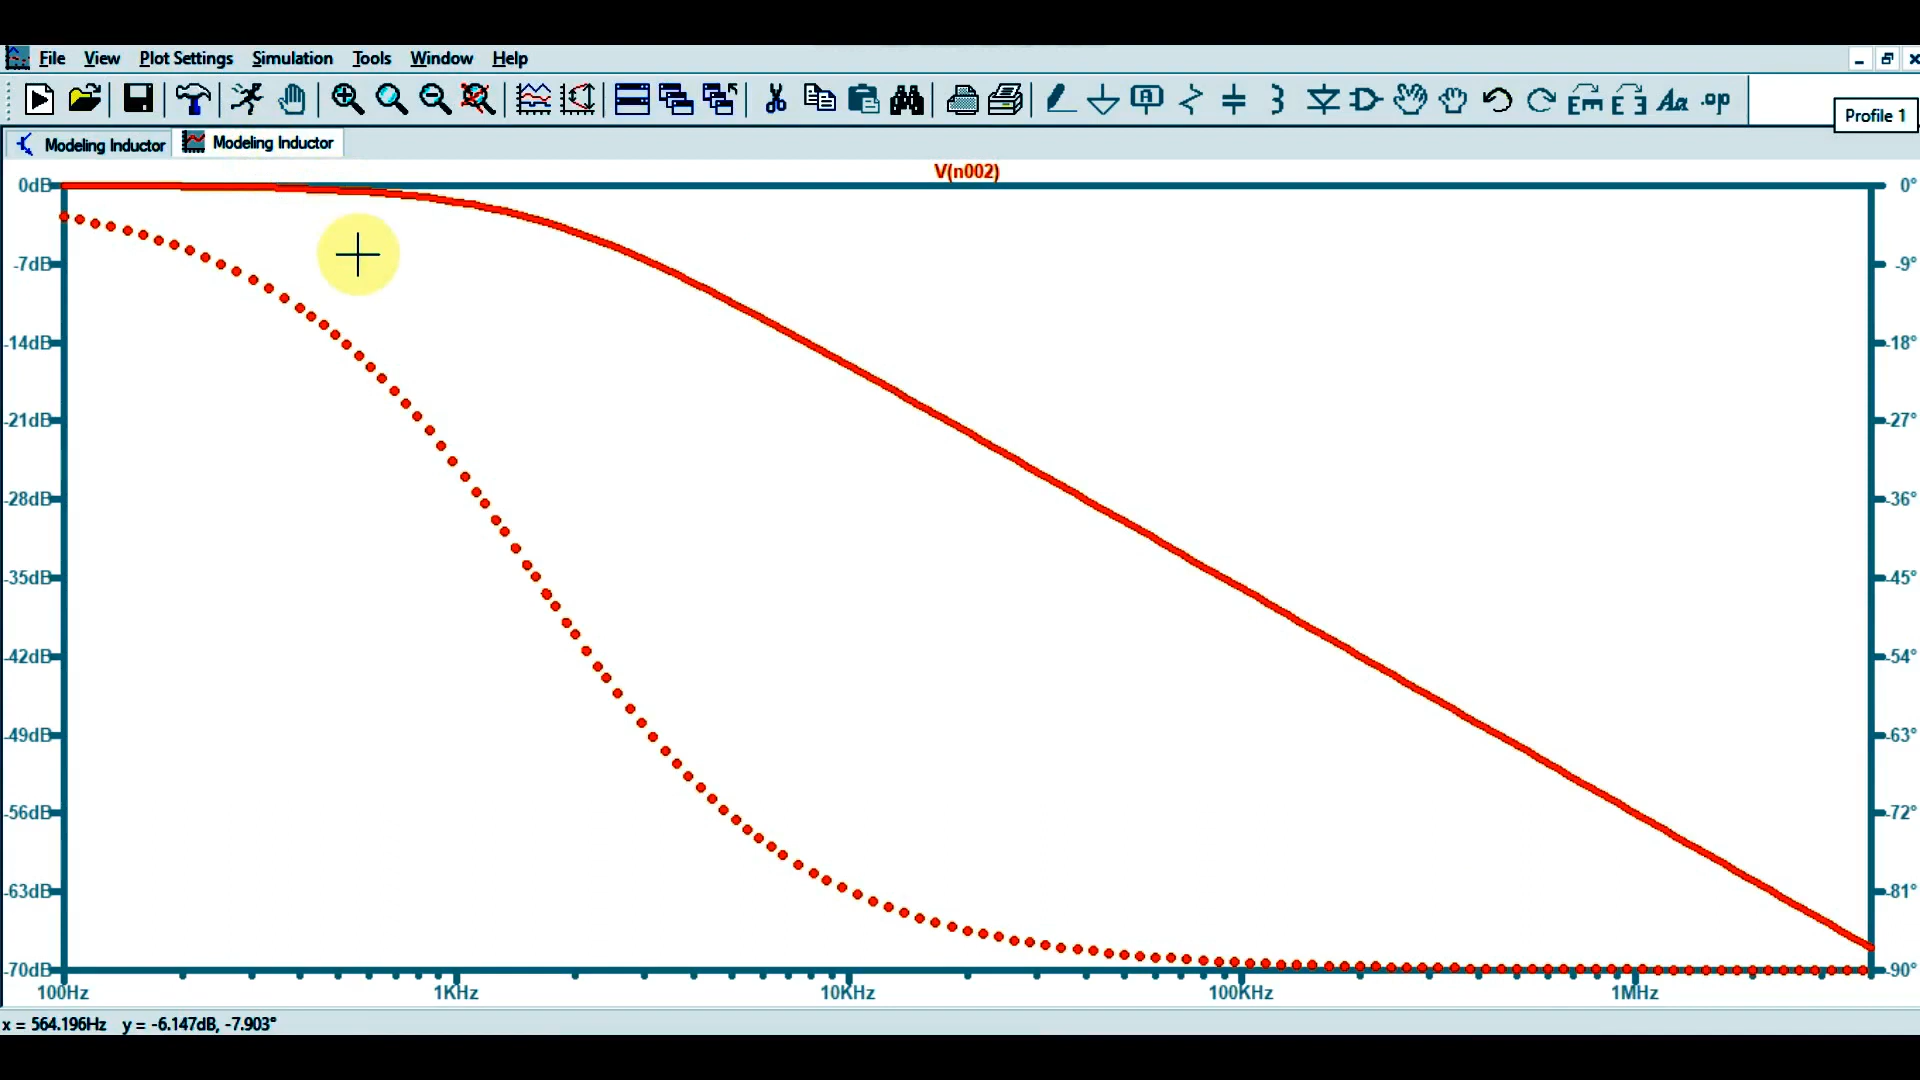 File View Plot Settings Simulation Tools Window Help
A Aa .op
Profile 1
Modeling Inductor Modeling Inductor
V(n002)
0dB 0°
-7dB -9°
-14dB -18°
-21dB -27°
-28dB -36°
-35dB -45°
-42dB -54°
-49dB -63°
-56dB -72°
-63dB -81°
-70dB -90°
100Hz 1KHz 10KHz 100KHz 1MHz
x = 564.196Hz y = -6.147dB, -7.903°